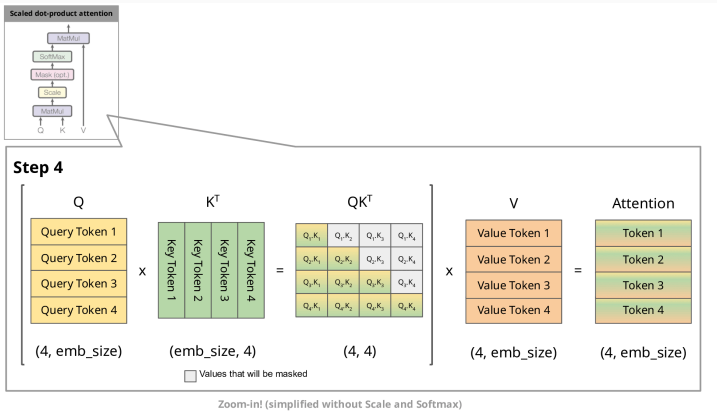 Scaled dot-product attention
MatMul
SoftMax
Mask (opt.)
Scale
MatMul
Q K V
Step 4
Q Kᵀ QKᵀ V Attention
Query Token 1
Query Token 2
Query Token 3
Query Token 4
x
Key Token 1
Key Token 2
Key Token 3
Key Token 4
=
Q₁.K₁ Q₁.K₂ Q₁.K₃ Q₁.K₄
Q₂.K₁ Q₂.K₂ Q₂.K₃ Q₂.K₄
Q₃.K₁ Q₃.K₂ Q₃.K₃ Q₃.K₄
Q₄.K₁ Q₄.K₂ Q₄.K₃ Q₄.K₄
x
Value Token 1
Value Token 2
Value Token 3
Value Token 4
=
Token 1
Token 2
Token 3
Token 4
(4, emb_size) (emb_size, 4) (4, 4) (4, emb_size) (4, emb_size)
Values that will be masked
Zoom-in! (simplified without Scale and Softmax)